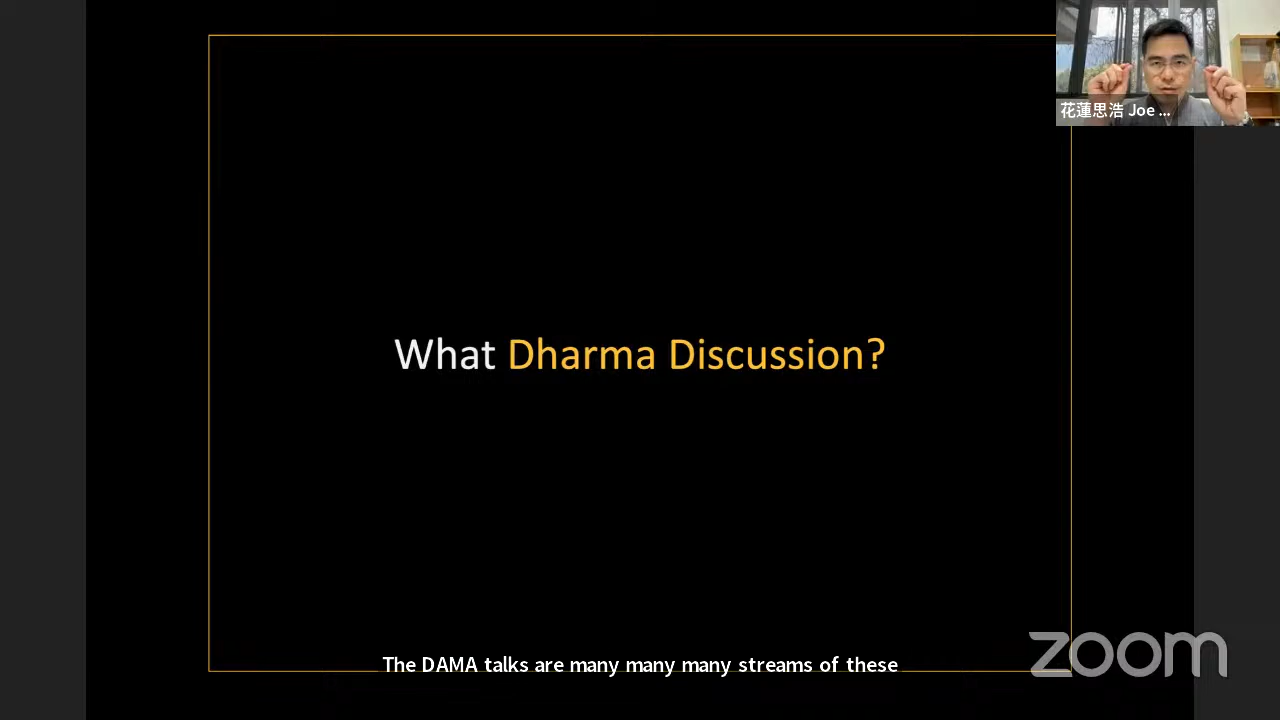 花蓮思浩 Joe ...
What Dharma Discussion?
The DAMA talks are many many many streams of these
zoom